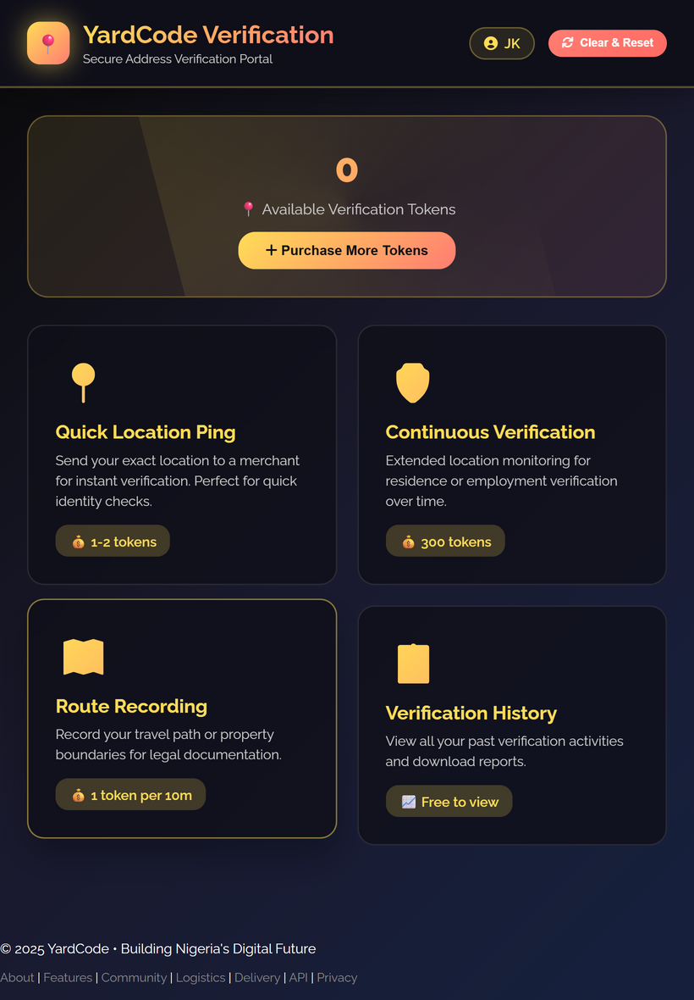 YardCode Verification
Secure Address Verification Portal
JK
Clear & Reset
0
Available Verification Tokens
+ Purchase More Tokens
Quick Location Ping
Send your exact location to a merchant
for instant verification. Perfect for quick
identity checks.
1-2 tokens
Continuous Verification
Extended location monitoring for
residence or employment verification
over time.
300 tokens
Route Recording
Record your travel path or property
boundaries for legal documentation.
1 token per 10m
Verification History
View all your past verification activities
and download reports.
Free to view
© 2025 YardCode • Building Nigeria's Digital Future
About | Features | Community | Logistics | Delivery | API | Privacy